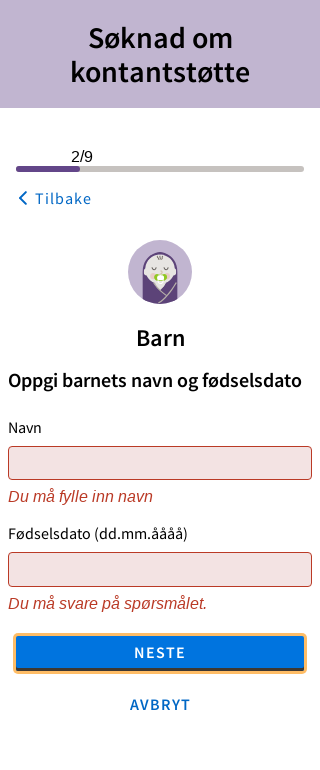 Søknad om
kontantstøtte
2/9
Tilbake
Barn
Oppgi barnets navn og fødselsdato
Navn
Du må fylle inn navn
Fødselsdato (dd.mm.åååå)
Du må svare på spørsmålet.
NESTE
AVBRYT